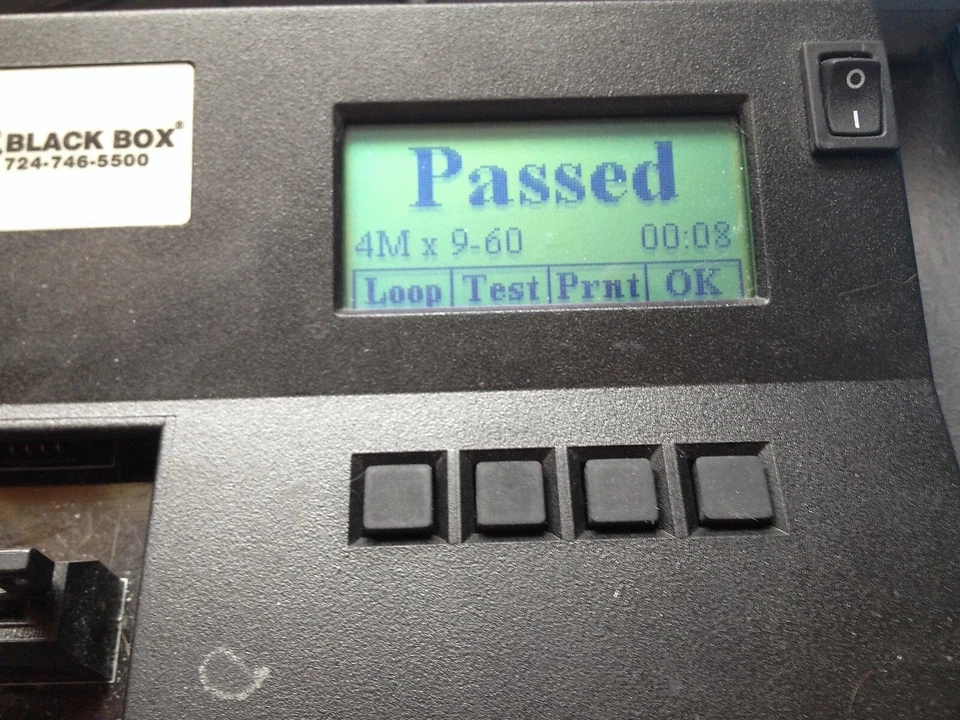 BLACK BOX®
724-746-5500
Passed
4M x 9-60 00:08
Loop Test Prnt OK
O
I